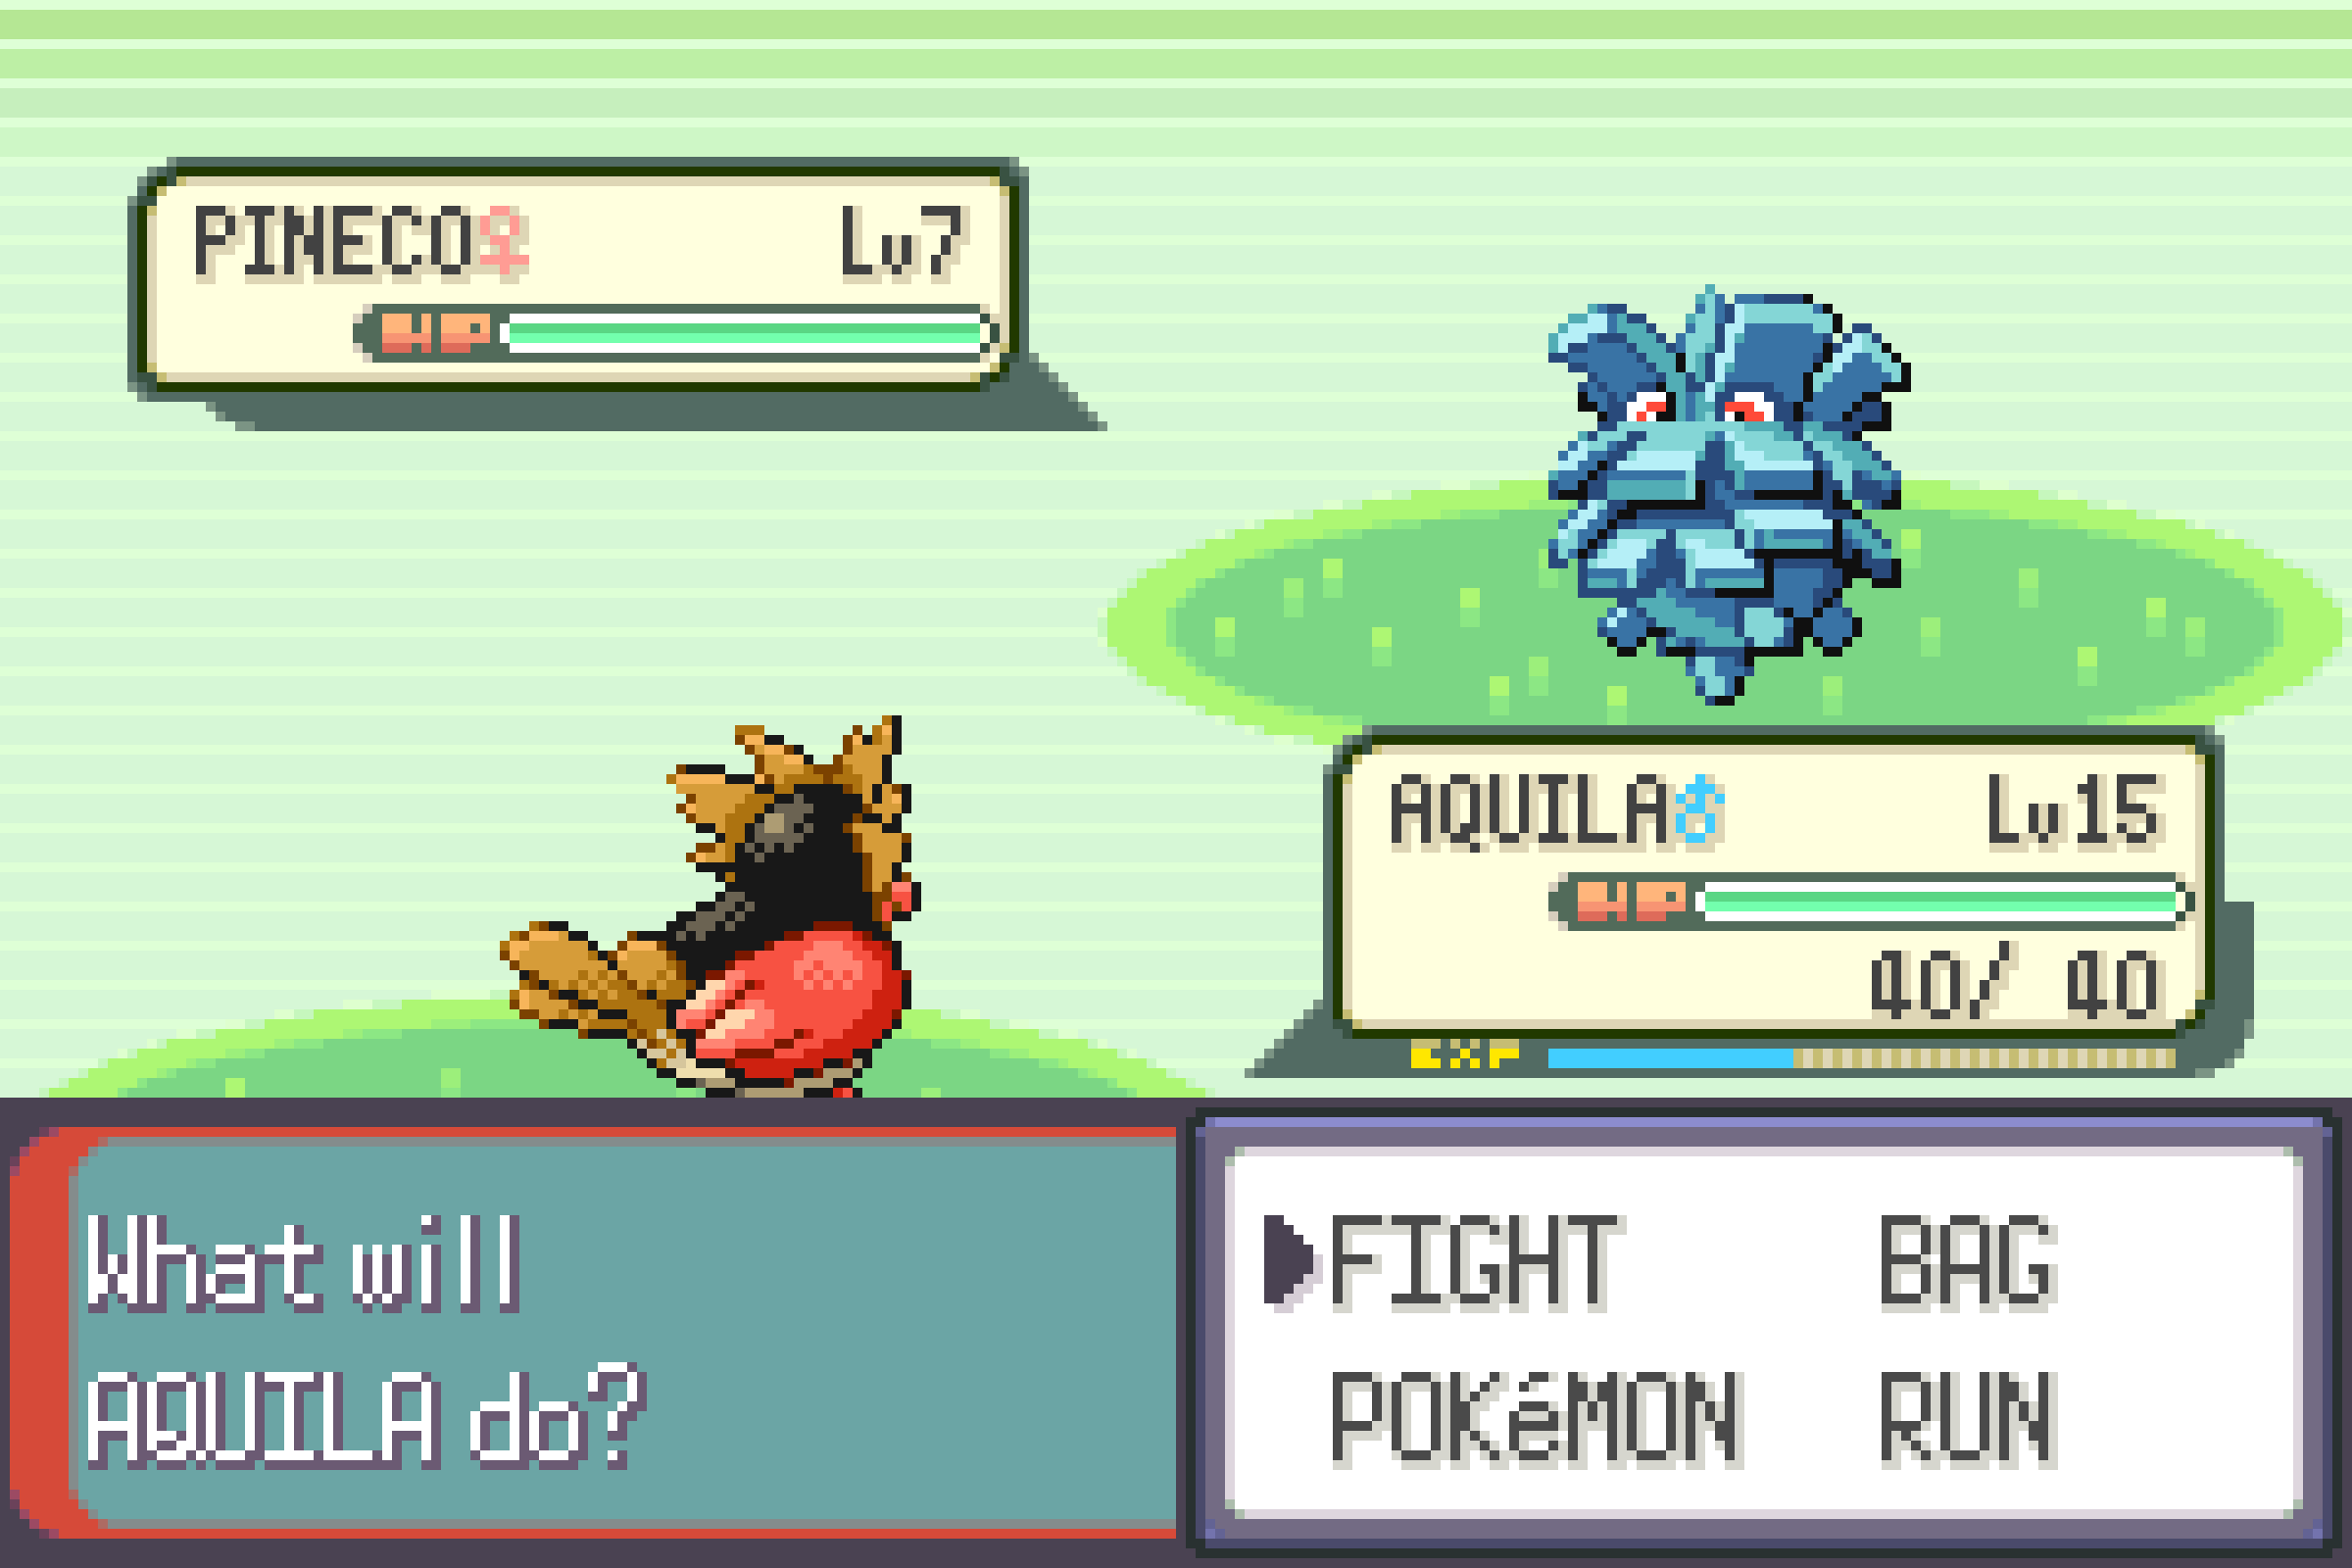 PINECO♀ Lv7
HP
AQUILA♂ Lv15
HP
40/ 40
EXP
What will
AQUILA do?
FIGHT BAG
POKéMON RUN